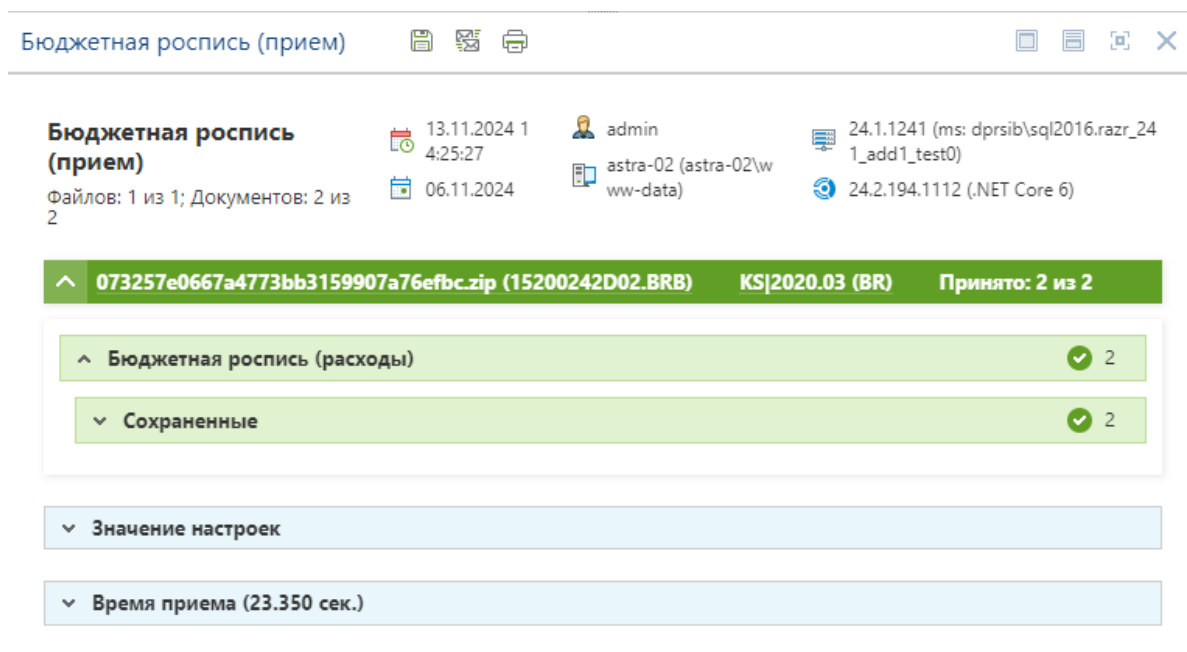 Бюджетная роспись (прием)
Бюджетная роспись
(прием)
Файлов: 1 из 1; Документов: 2 из
2
13.11.2024 1
4:25:27
06.11.2024
admin
astra-02 (astra-02\w
ww-data)
24.1.1241 (ms: dprsib\sql2016.razr_24
1_add1_test0)
24.2.194.1112 (.NET Core 6)
073257e0667a4773bb3159907a76efbc.zip (15200242D02.BRB) KS|2020.03 (BR) Принято: 2 из 2
Бюджетная роспись (расходы) 2
Сохраненные 2
Значение настроек
Время приема (23.350 сек.)